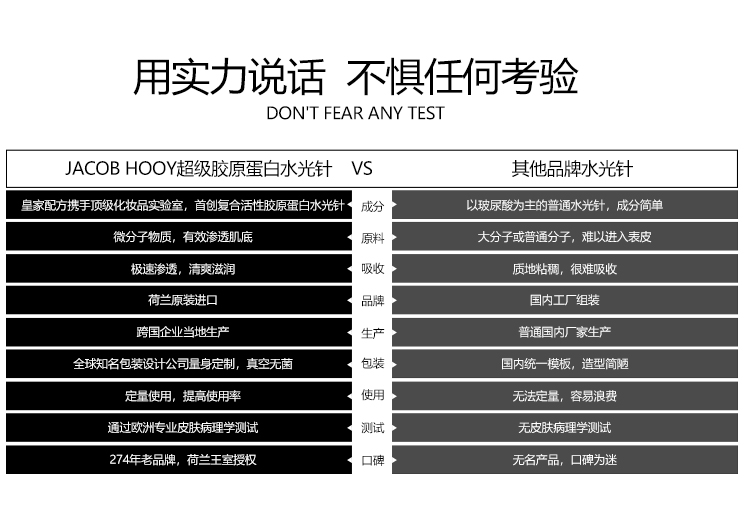 用实力说话 不惧任何考验
DON'T FEAR ANY TEST
JACOB HOOY超级胶原蛋白水光针 VS 其他品牌水光针
皇家配方携手顶级化妆品实验室，首创复合活性胶原蛋白水光针 成分 以玻尿酸为主的普通水光针，成分简单
微分子物质，有效渗透肌底 原料 大分子或普通分子，难以进入表皮
极速渗透，清爽滋润 吸收 质地粘稠，很难吸收
荷兰原装进口 品牌 国内工厂组装
跨国企业当地生产 生产 普通国内厂家生产
全球知名包装设计公司量身定制，真空无菌 包装 国内统一模板，造型简陋
定量使用，提高使用率 使用 无法定量，容易浪费
通过欧洲专业皮肤病理学测试 测试 无皮肤病理学测试
274年老品牌，荷兰王室授权 口碑 无名产品，口碑为迷